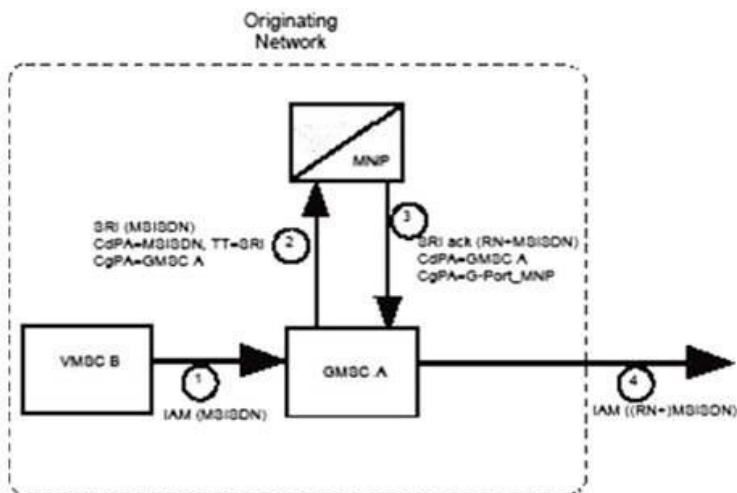 Originating
Network
MNP
SRI (MSISDN)
CdPA=MSISDN, TT=SRI
CgPA=GMSC A
2
3
SRI ack (RN+MSISDN)
CdPA=GMSC A
CgPA=G-Port_MNP
VMSC B
1
IAM (MSISDN)
GMSC A
4
IAM ((RN+)MSISDN)